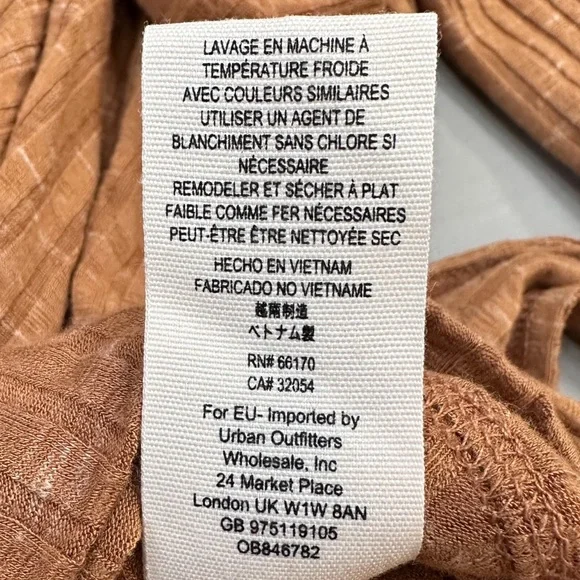 LAVAGE EN MACHINE À
TEMPÉRATURE FROIDE
AVEC COULEURS SIMILAIRES
UTILISER UN AGENT DE
BLANCHIMENT SANS CHLORE SI
NÉCESSAIRE
REMODELER ET SÉCHER À PLAT
FAIBLE COMME FER NÉCESSAIRES
PEUT-ÊTRE ÊTRE NETTOYÉE SEC
HECHO EN VIETNAM
FABRICADO NO VIETNAME
越南制造
ベトナム製
RN# 66170
CA# 32054
For EU- Imported by
Urban Outfitters
Wholesale, Inc
24 Market Place
London UK W1W 8AN
GB 975119105
OB846782